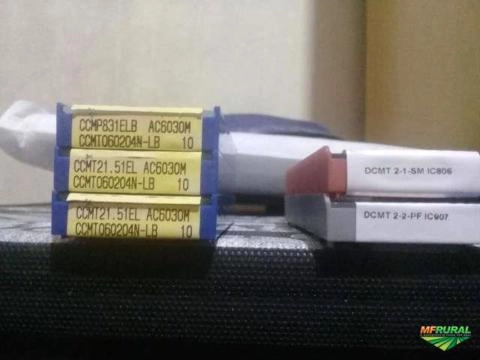 CCMP831ELB AC6030M
CCMT060204N-LB 10
CCMT21.51EL AC6030M
CCMT060204N-LB 10
CCMT21.51EL AC6030M
CCMT060204N-LB 10
DCMT 2-1-SM IC806
DCMT 2-2-PF IC907
MFRURAL